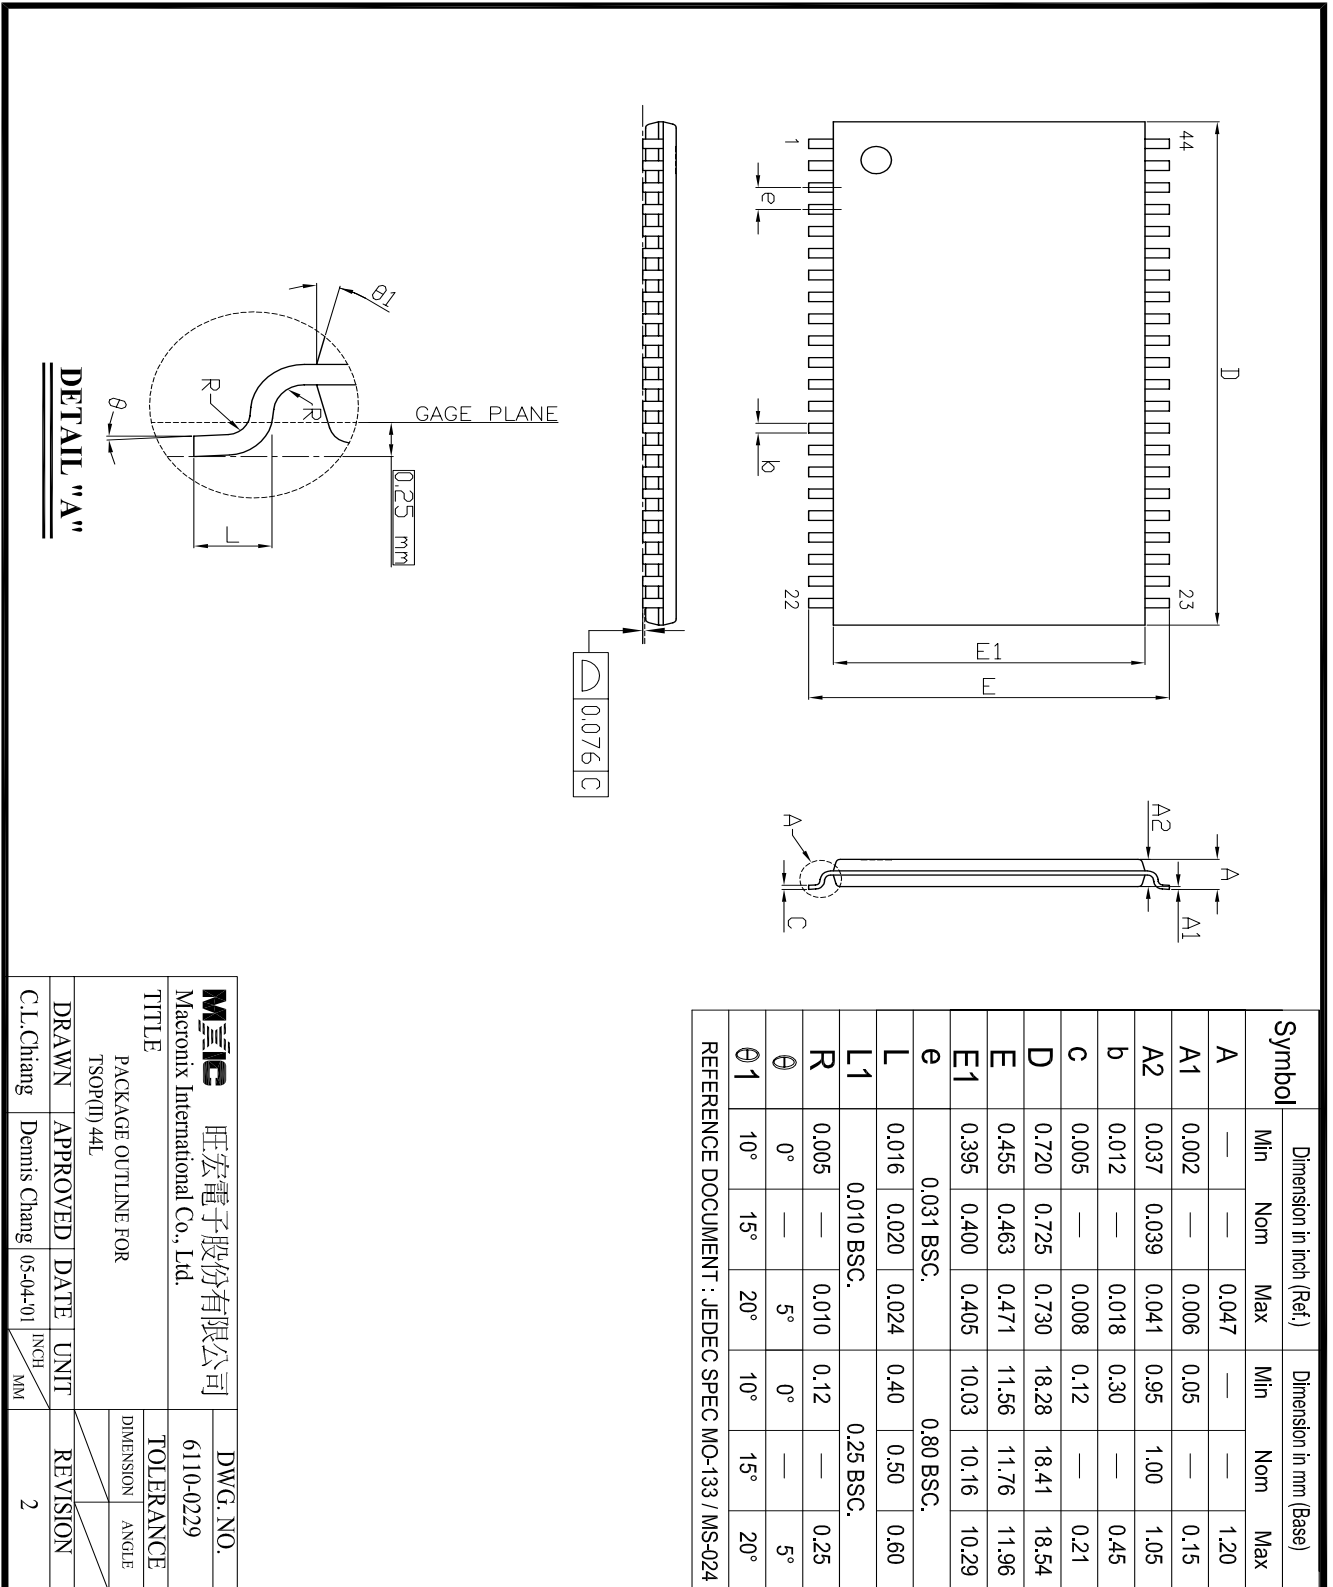 44
23
1
22
e
b
D
E1
E
0.076 C
A2
A
A1
A
C
θ1
R
R
θ
L
GAGE PLANE
0.25 mm
DETAIL "A"
Symbol Dimension in inch (Ref.) Dimension in mm (Base)
Min Nom Max Min Nom Max
A — — 0.047 — — 1.20
A1 0.002 — 0.006 0.05 — 0.15
A2 0.037 0.039 0.041 0.95 1.00 1.05
b 0.012 — 0.018 0.30 — 0.45
c 0.005 — 0.008 0.12 — 0.21
D 0.720 0.725 0.730 18.28 18.41 18.54
E 0.455 0.463 0.471 11.56 11.76 11.96
E1 0.395 0.400 0.405 10.03 10.16 10.29
e 0.031 BSC. 0.80 BSC.
L 0.016 0.020 0.024 0.40 0.50 0.60
L1 0.010 BSC. 0.25 BSC.
R 0.005 — 0.010 0.12 — 0.25
θ 0° — 5° 0° — 5°
θ1 10° 15° 20° 10° 15° 20°
REFERENCE DOCUMENT : JEDEC SPEC MO-133 / MS-024
MXIC 旺宏電子股份有限公司
Macronix International Co., Ltd.
DWG. NO.
6110-0229
TITLE
PACKAGE OUTLINE FOR
TSOP(II) 44L
TOLERANCE
DIMENSION ANGLE
DRAWN APPROVED DATE UNIT REVISION
C.L.Chiang Dennis Chang 05-04-'01 INCH MM 2